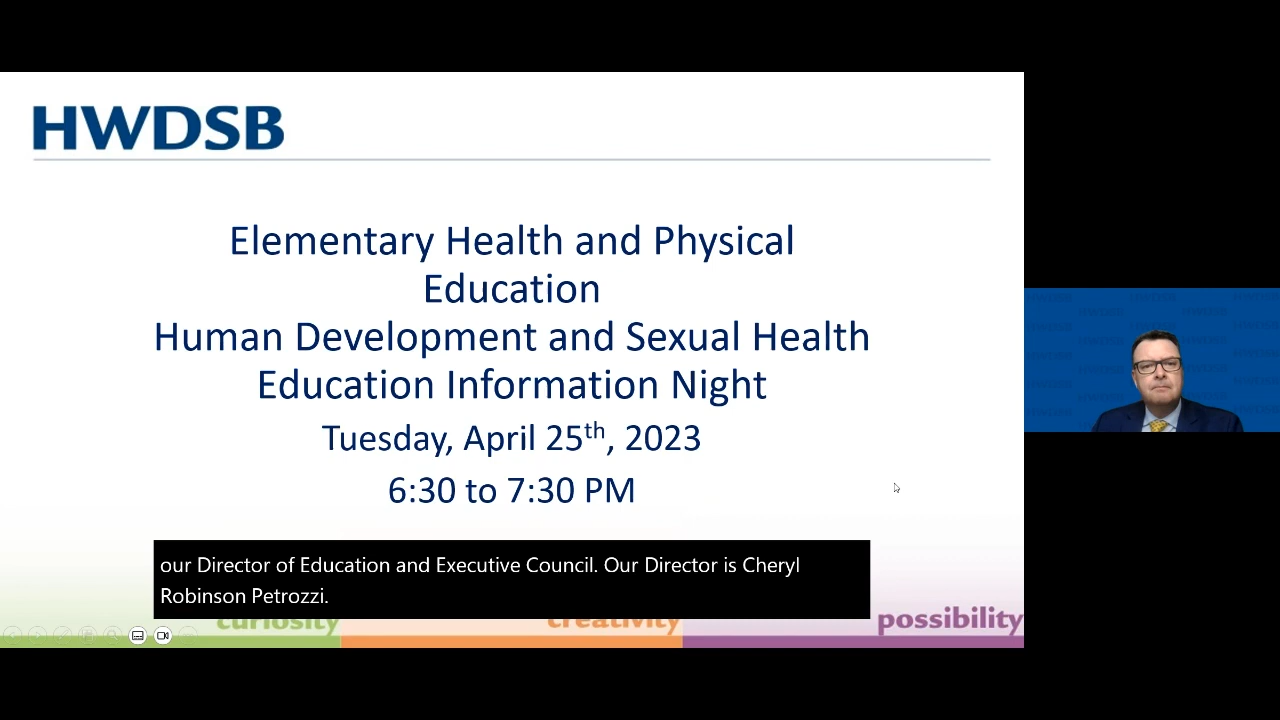 HWDSB
Elementary Health and Physical
Education
Human Development and Sexual Health
Education Information Night
Tuesday, April 25th, 2023
6:30 to 7:30 PM
our Director of Education and Executive Council. Our Director is Cheryl
Robinson Petrozzi.
curiosity
creativity
possibility